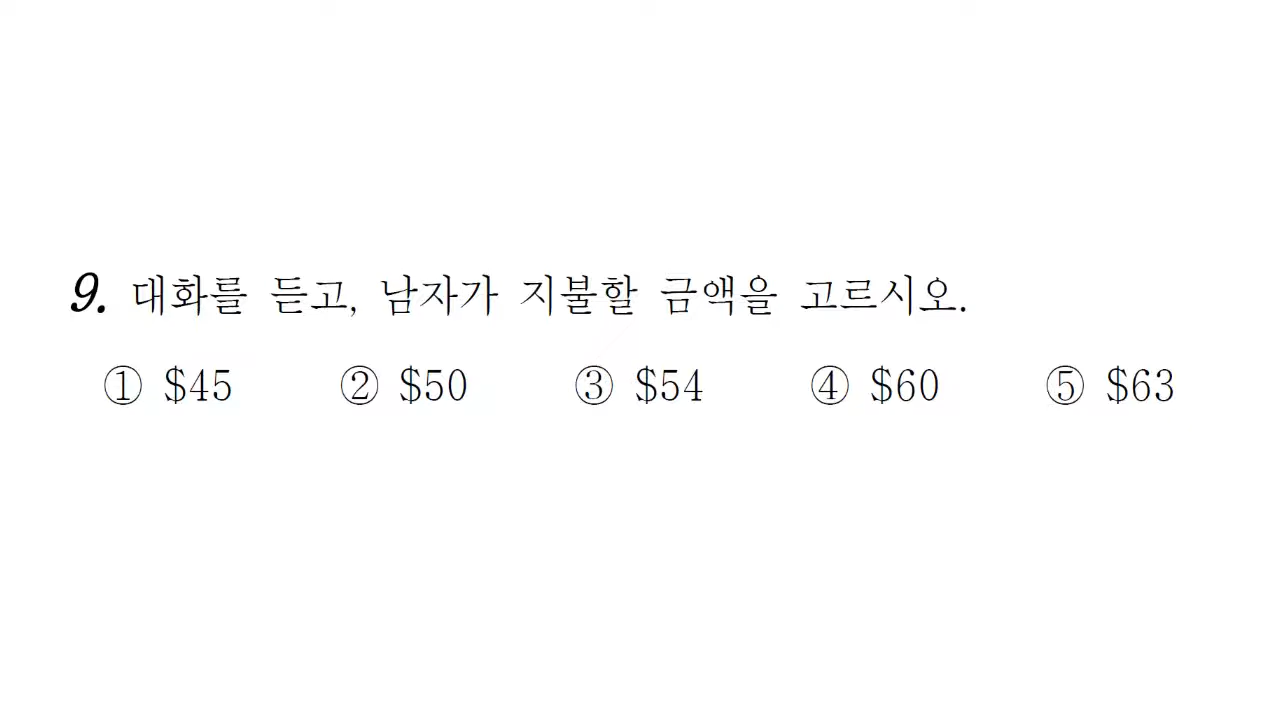 9. 대화를 듣고, 남자가 지불할 금액을 고르시오.
① $45 ② $50 ③ $54 ④ $60 ⑤ $63